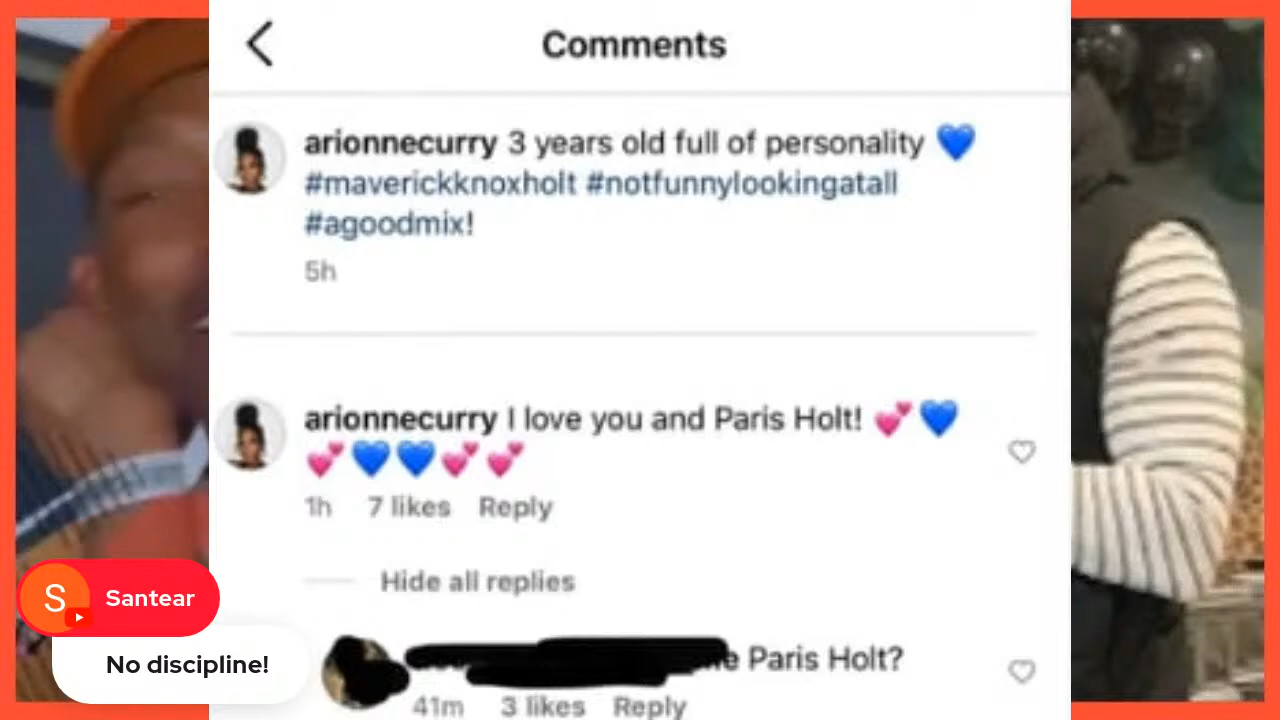 Comments
arionnecurry 3 years old full of personality 💙
#maverickknoxholt #notfunnylookingatall
#agoodmix!
5h
arionnecurry I love you and Paris Holt! 💕💙
💕💙💙💕💕
1h 7 likes Reply
Hide all replies
S Santear
No discipline!
Paris Holt?
41m 3 likes Reply